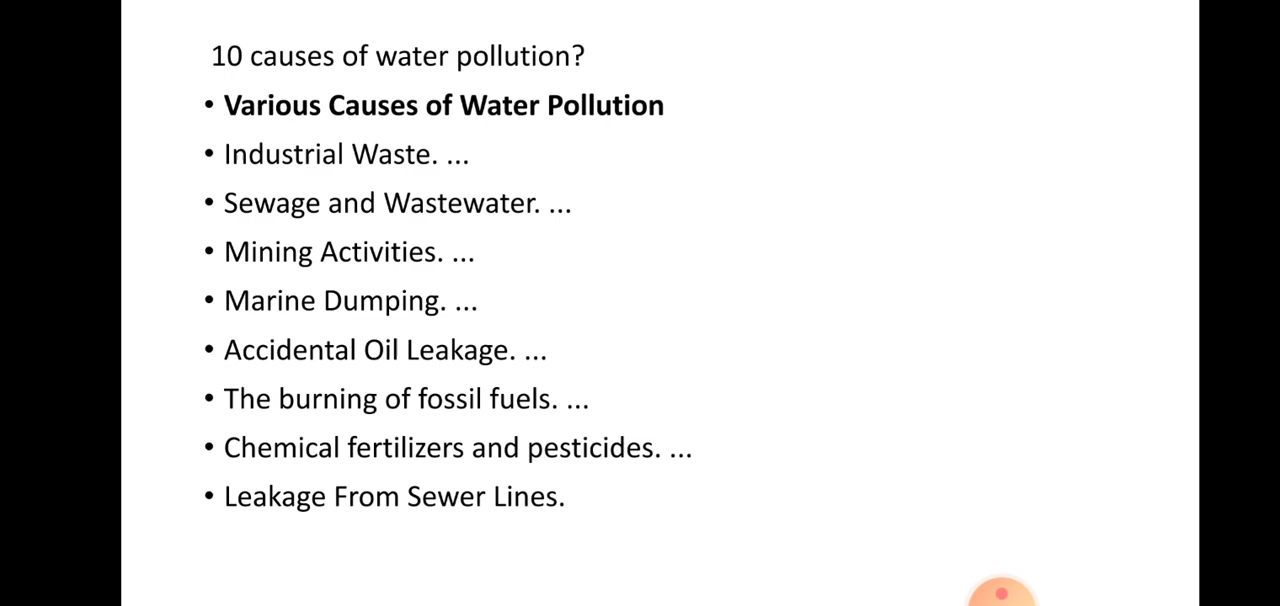 10 causes of water pollution?
• Various Causes of Water Pollution
• Industrial Waste. ...
• Sewage and Wastewater. ...
• Mining Activities. ...
• Marine Dumping. ...
• Accidental Oil Leakage. ...
• The burning of fossil fuels. ...
• Chemical fertilizers and pesticides. ...
• Leakage From Sewer Lines.